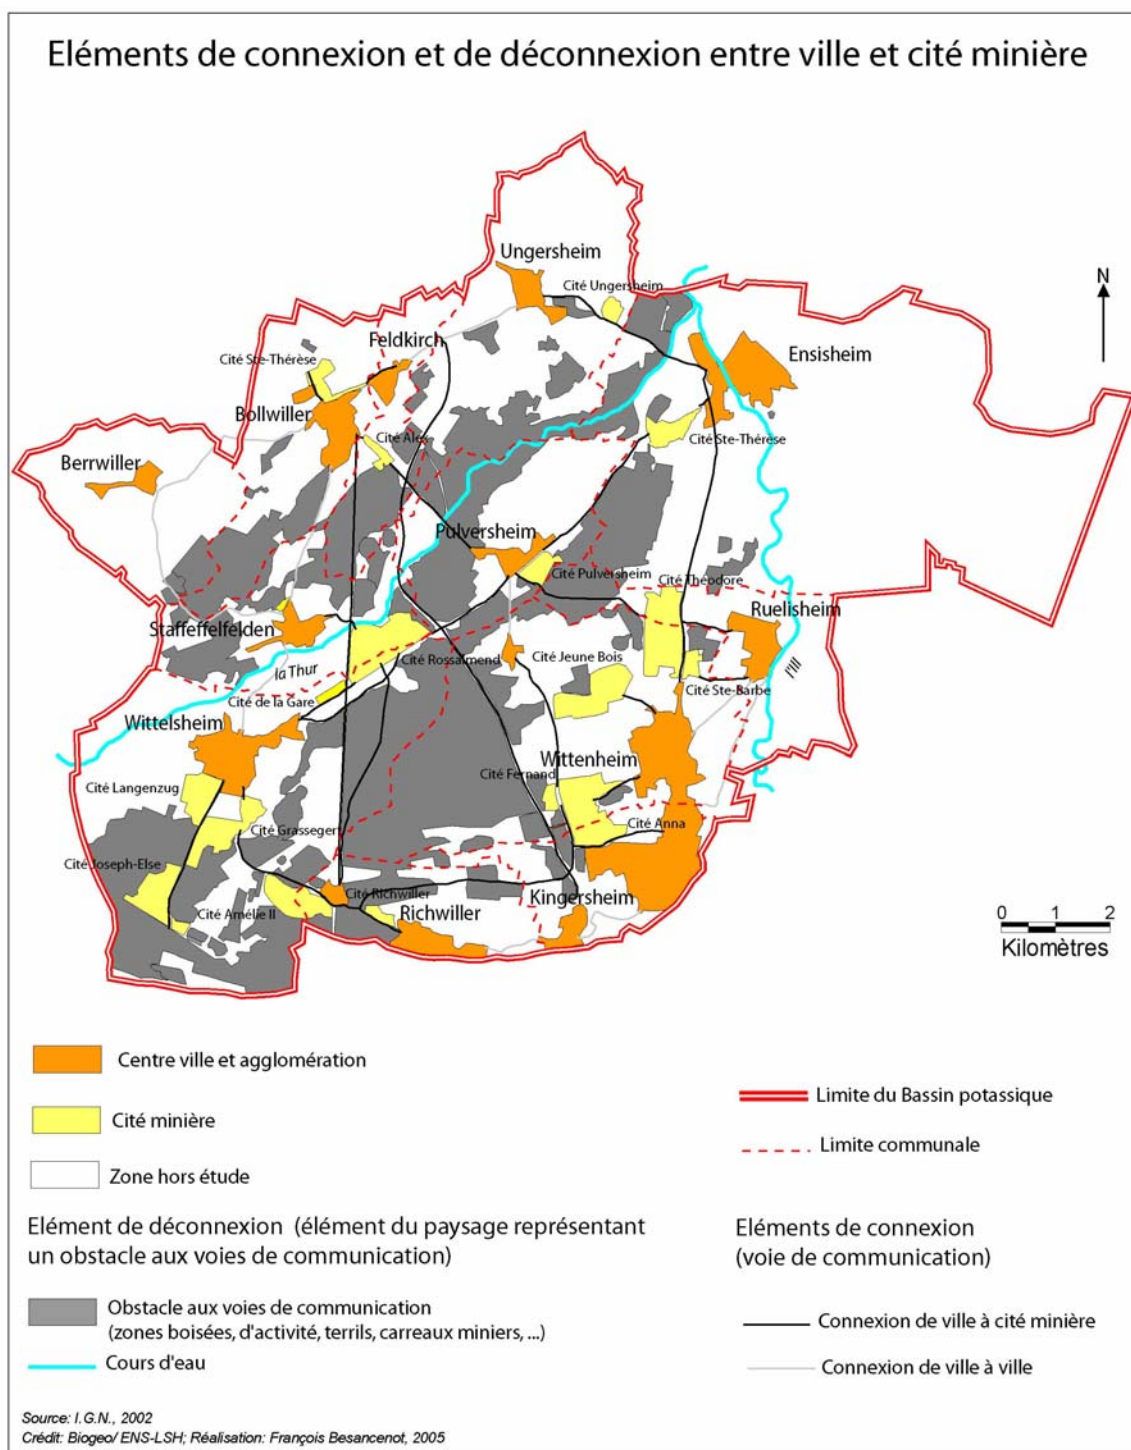 Eléments de connexion et de déconnexion entre ville et cité minière
Ungersheim
Cité Ungersheim
N
Feldkirch
Ensisheim
Cité Ste-Thérèse
Bollwiller
Cité Alex
Cité Ste-Thérèse
Berrwiller
Pulversheim
Cité Pulversheim
Cité Théodore
Ruelisheim
Staffeffelfelden
la Thur
Cité Rossalmend
Cité Jeune Bois
l'Ill
Cité Ste-Barbe
Cité de la Gare
Wittelsheim
Wittenheim
Cité Fernand
Cité Langenzug
Cité Anna
Cité Grassegert
Cité Joseph-Else
Cité Richwiller
Kingersheim
Cité Amélie II
Richwiller
0 1 2
Kilomètres
Centre ville et agglomération
Cité minière
Zone hors étude
Limite du Bassin potassique
Limite communale
Elément de déconnexion (élément du paysage représentant
un obstacle aux voies de communication)
Obstacle aux voies de communication
(zones boisées, d'activité, terrils, carreaux miniers, ...)
Cours d'eau
Eléments de connexion
(voie de communication)
Connexion de ville à cité minière
Connexion de ville à ville
Source: I.G.N., 2002
Crédit: Biogeo/ ENS-LSH; Réalisation: François Besancenot, 2005